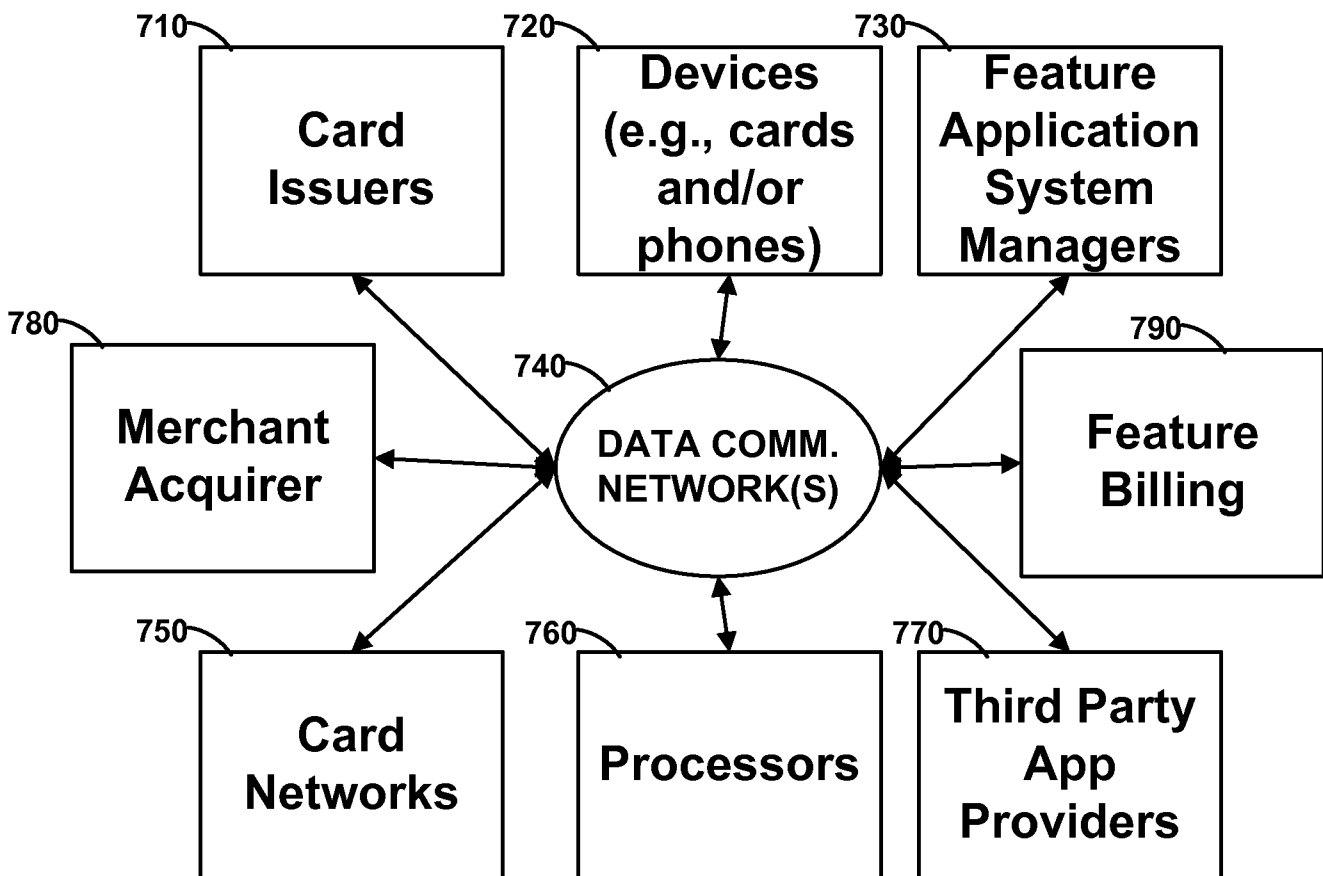 710
Card
Issuers
720
Devices
(e.g., cards
and/or
phones)
730
Feature
Application
System
Managers
780
Merchant
Acquirer
740
DATA COMM.
NETWORK(S)
790
Feature
Billing
750
Card
Networks
760
Processors
770
Third Party
App
Providers